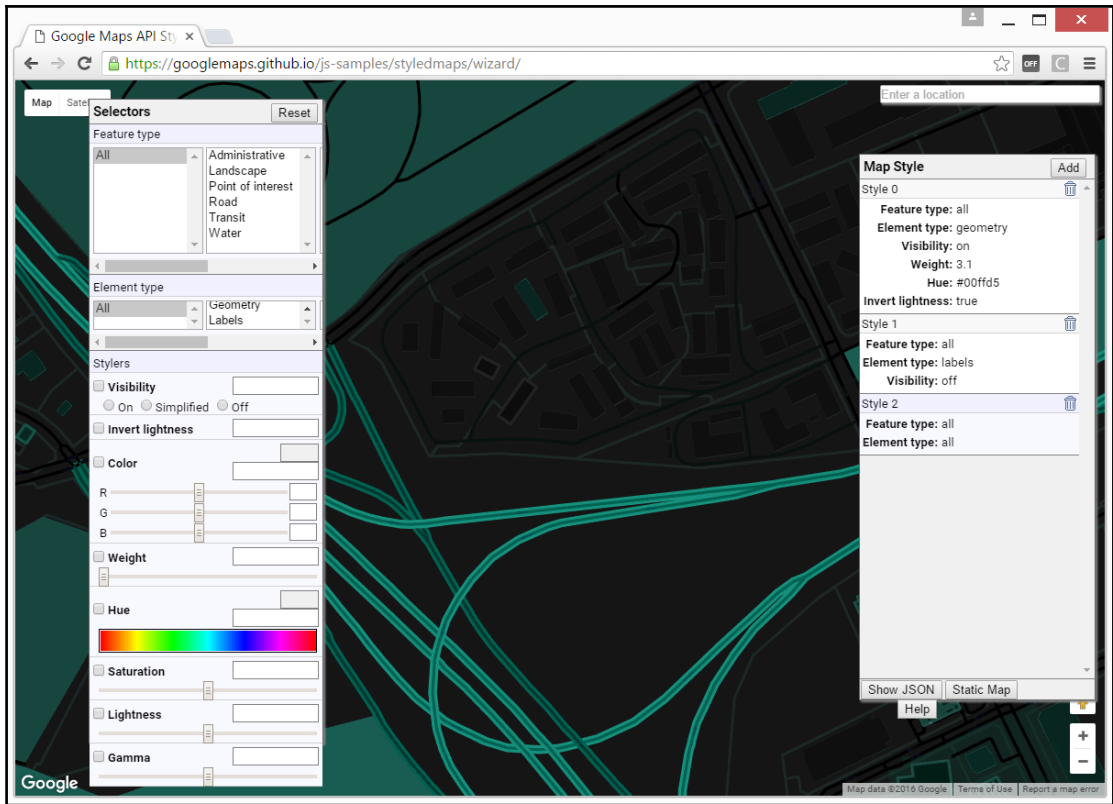 Google Maps API Sty
https://googlemaps.github.io/js-samples/styledmaps/wizard/
OFF
C
Map
Enter a location
Selectors
Reset
Feature type
All
Administrative
Landscape
Point of interest
Road
Transit
Water
Element type
All
Geometry
Labels
Stylers
Visibility
On Simplified Off
Invert lightness
Color
R
G
B
Weight
Hue
Saturation
Lightness
Gamma
Map Style
Add
Style 0
Feature type: all
Element type: geometry
Visibility: on
Weight: 3.1
Hue: #00ffd5
Invert lightness: true
Style 1
Feature type: all
Element type: labels
Visibility: off
Style 2
Feature type: all
Element type: all
Show JSON
Static Map
Help
Google
Map data ©2016 Google
Terms of Use
Report a map error